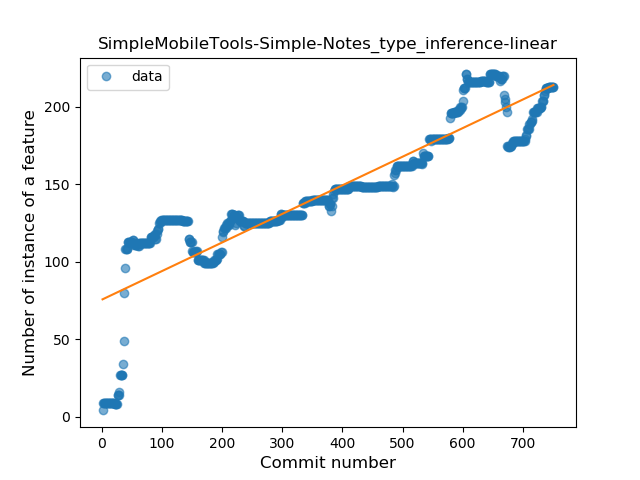 SimpleMobileTools-Simple-Notes_type_inference-linear
data
Number of instance of a feature
200
150
100
50
0
0 100 200 300 400 500 600 700
Commit number